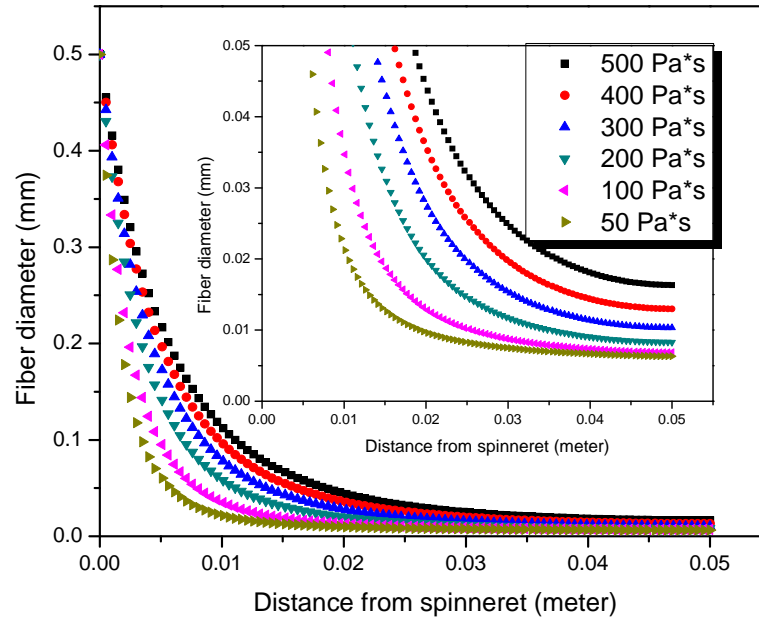 0.5
0.4
0.3
0.2
0.1
0.0
Fiber diameter (mm)
0.05
0.04
0.03
0.02
0.01
0.00
Fiber diameter (mm)
500 Pa*s
400 Pa*s
300 Pa*s
200 Pa*s
100 Pa*s
50 Pa*s
0.00 0.01 0.02 0.03 0.04 0.05
Distance from spinneret (meter)
0.00 0.01 0.02 0.03 0.04 0.05
Distance from spinneret (meter)